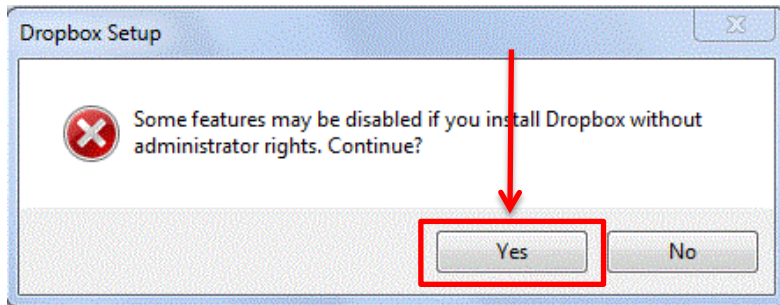 Dropbox Setup
Some features may be disabled if you install Dropbox without
administrator rights. Continue?
Yes No